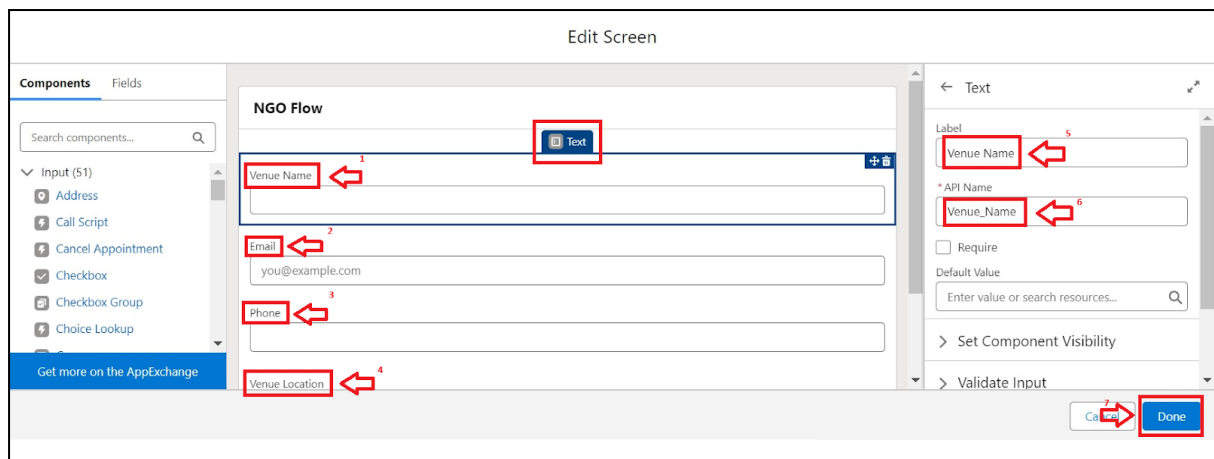 Edit Screen
Components Fields
Search components...
Input (51)
Address
Call Script
Cancel Appointment
Checkbox
Checkbox Group
Choice Lookup
Get more on the AppExchange
NGO Flow
Text
1
Venue Name
2
Email
you@example.com
3
Phone
4
Venue Location
Text
Label
5
Venue Name
* API Name
6
Venue_Name
Require
Default Value
Enter value or search resources...
Set Component Visibility
Validate Input
7
Cancel
Done